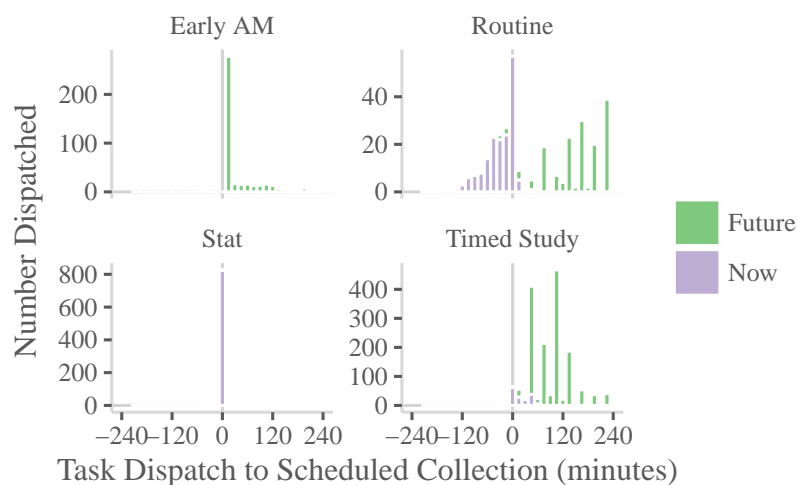 Early AM
Routine
200
100
0
40
20
0
Number Dispatched
Stat
Timed Study
800
600
400
200
0
400
300
200
100
0
−240 −120 0 120 240
−240 −120 0 120 240
Task Dispatch to Scheduled Collection (minutes)
Future
Now